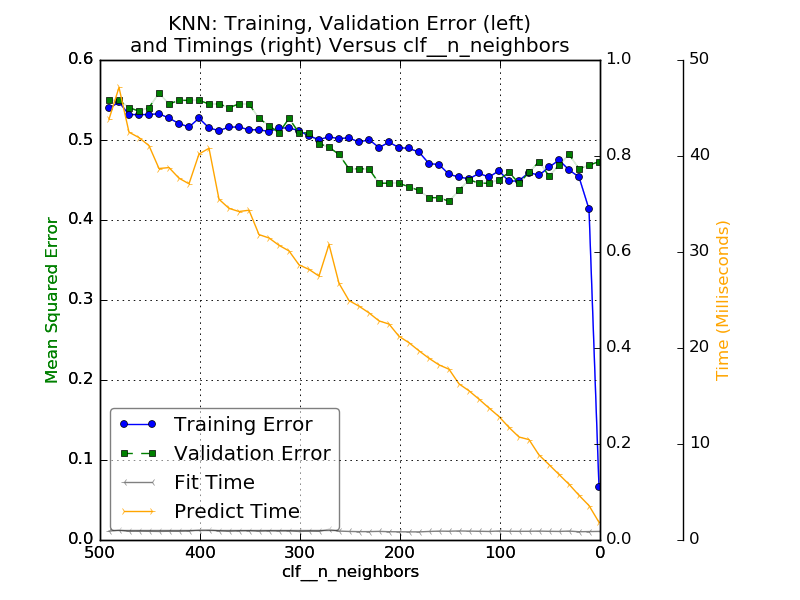 KNN: Training, Validation Error (left)
and Timings (right) Versus clf__n_neighbors
0.6
0.5
0.4
0.3
0.2
0.1
0.0
Mean Squared Error
500
400
300
200
100
0
clf__n_neighbors
1.0
0.8
0.6
0.4
0.2
0.0
50
40
30
20
10
0
Time (Milliseconds)
Training Error
Validation Error
Fit Time
Predict Time